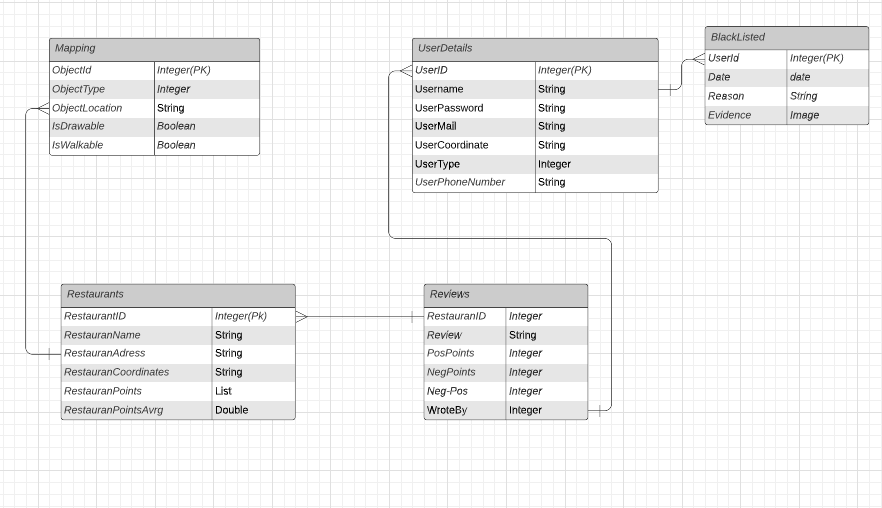 Mapping
ObjectId Integer(PK)
ObjectType Integer
ObjectLocation String
IsDrawable Boolean
IsWalkable Boolean
UserDetails
UserID Integer(PK)
Username String
UserPassword String
UserMail String
UserCoordinate String
UserType Integer
UserPhoneNumber String
BlackListed
UserId Integer(PK)
Date date
Reason String
Evidence Image
Restaurants
RestaurantID Integer(Pk)
RestauranName String
RestauranAdress String
RestauranCoordinates String
RestauranPoints List
RestauranPointsAvrg Double
Reviews
RestauranID Integer
Review String
PosPoints Integer
NegPoints Integer
Neg-Pos Integer
WroteBy Integer